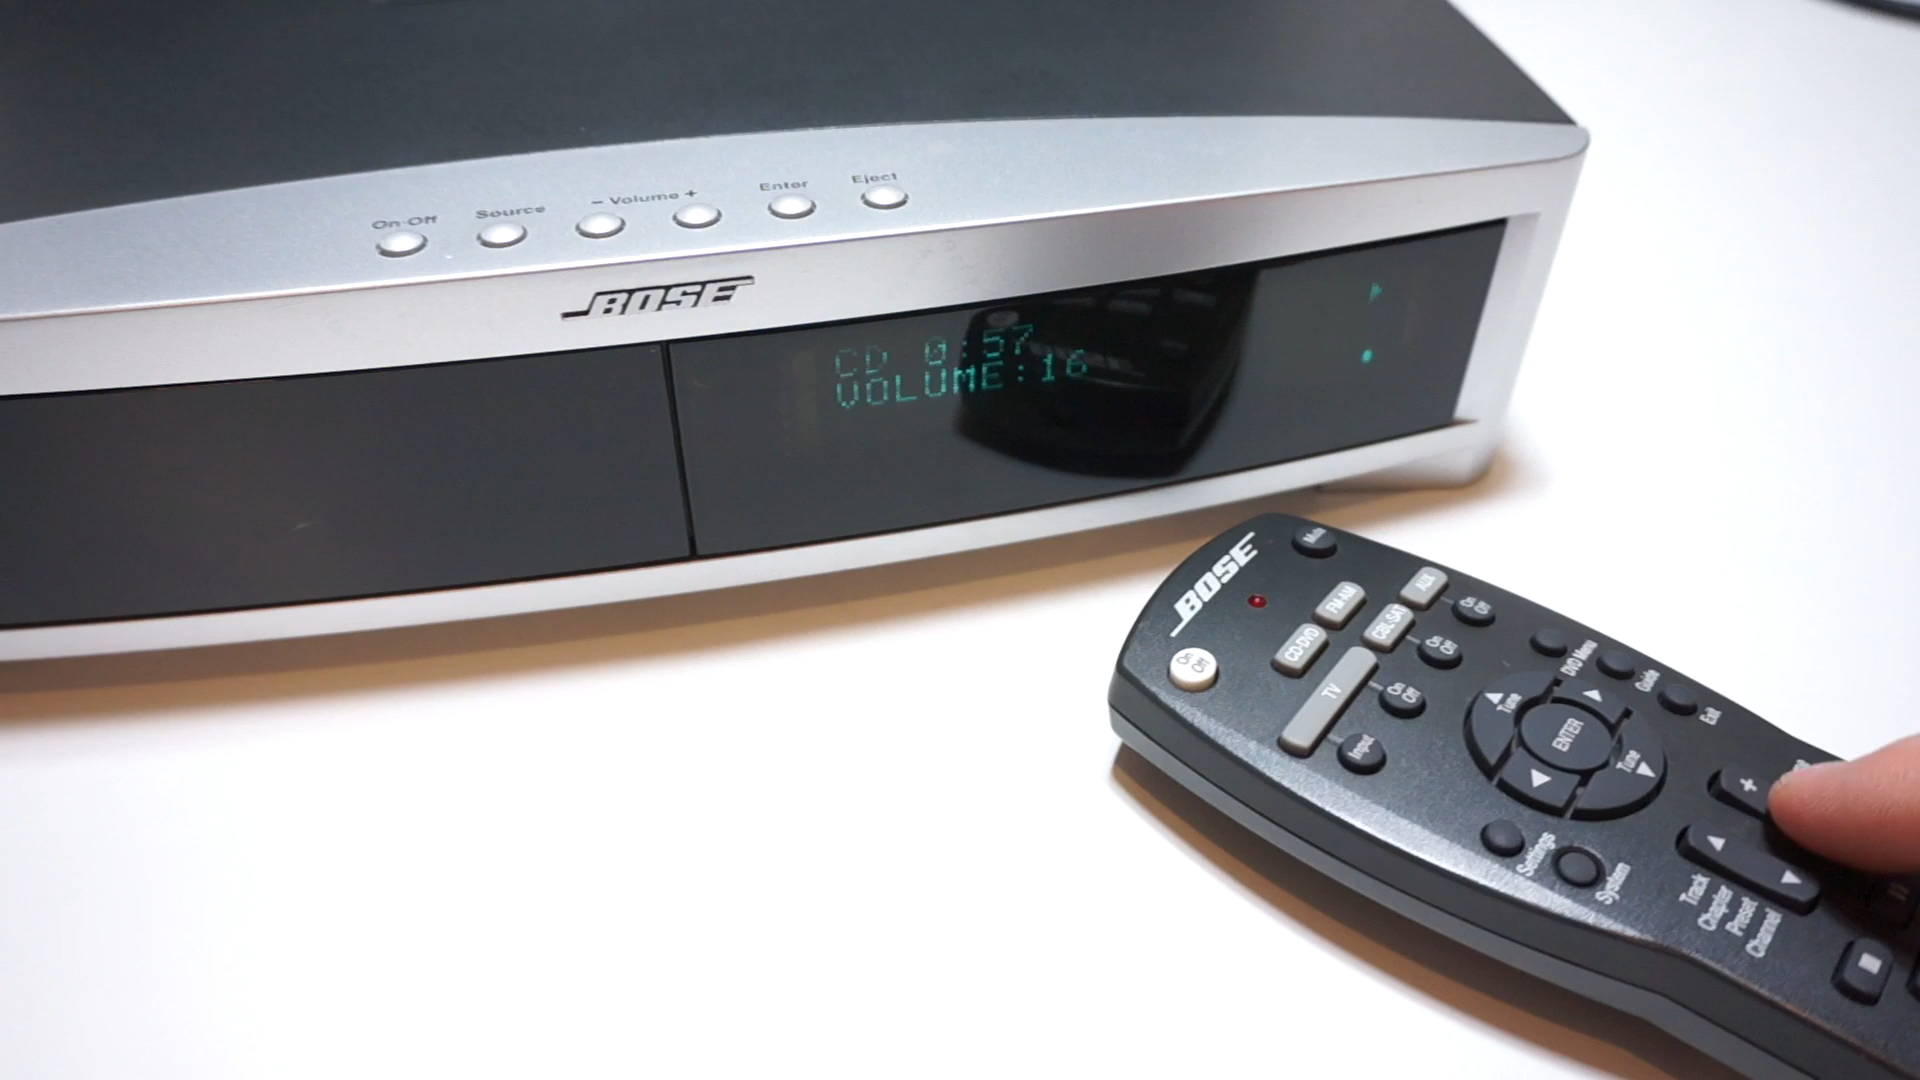 On·Off
Source
– Volume +
Enter
Eject
BOSE
CD 0:57
VOLUME:16
BOSE
Mute
On Off
CD·DVD
FM·AM
CBL·SAT
AUX
TV
On Off
On Off
On Off
Input
DVD Menu
Guide
Exit
Tune
ENTER
Tune
Settings
System
+
Track
Chapter
Preset
Channel